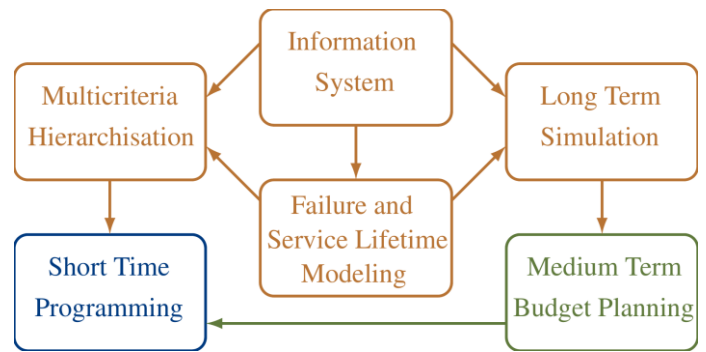 Information
System
Multicriteria
Hierarchisation
Long Term
Simulation
Failure and
Service Lifetime
Modeling
Short Time
Programming
Medium Term
Budget Planning